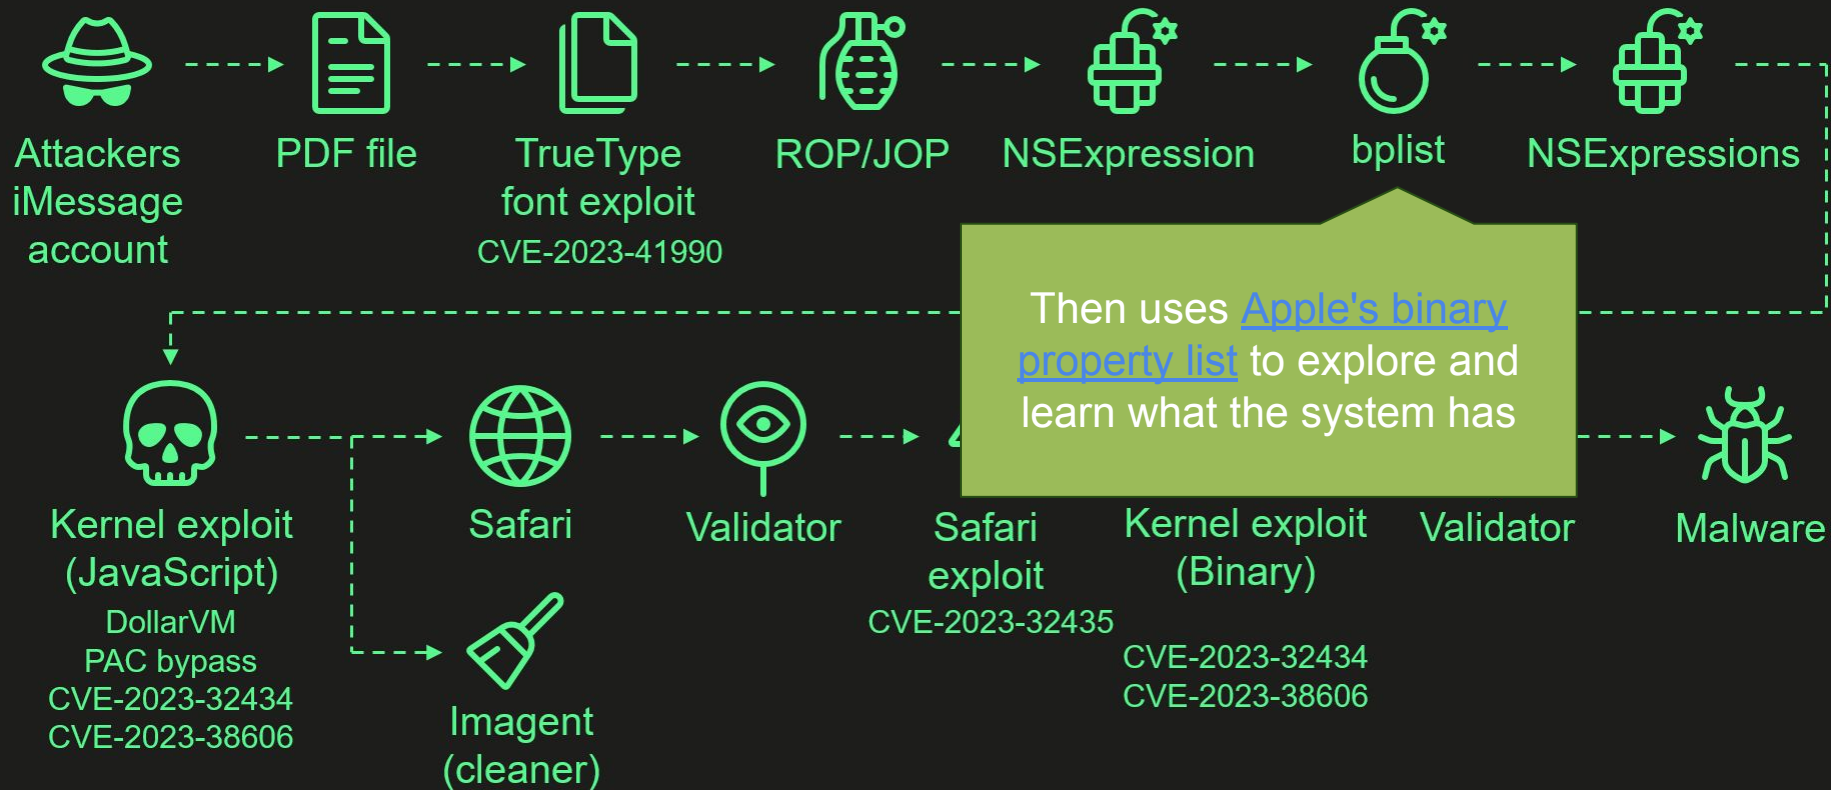 Attackers
iMessage
account
PDF file
TrueType
font exploit
CVE-2023-41990
ROP/JOP
NSExpression
bplist
NSExpressions
Then uses Apple's binary
property list to explore and
learn what the system has
Kernel exploit
(JavaScript)
DollarVM
PAC bypass
CVE-2023-32434
CVE-2023-38606
Safari
Imagent
(cleaner)
Validator
Safari
exploit
CVE-2023-32435
Kernel exploit
(Binary)
CVE-2023-32434
CVE-2023-38606
Validator
Malware